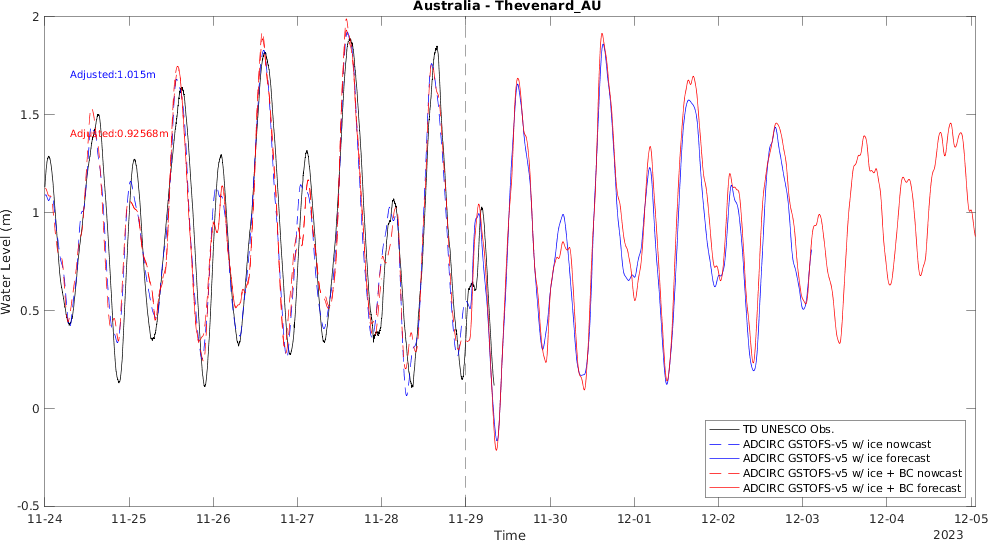 Australia - Thevenard_AU
2
1.5
1
0.5
0
-0.5
Water Level (m)
Adjusted:1.015m
Adjusted:0.92568m
TD UNESCO Obs.
ADCIRC GSTOFS-v5 w/ ice nowcast
ADCIRC GSTOFS-v5 w/ ice forecast
ADCIRC GSTOFS-v5 w/ ice + BC nowcast
ADCIRC GSTOFS-v5 w/ ice + BC forecast
11-24 11-25 11-26 11-27 11-28 11-29 11-30 12-01 12-02 12-03 12-04 12-05
Time
2023